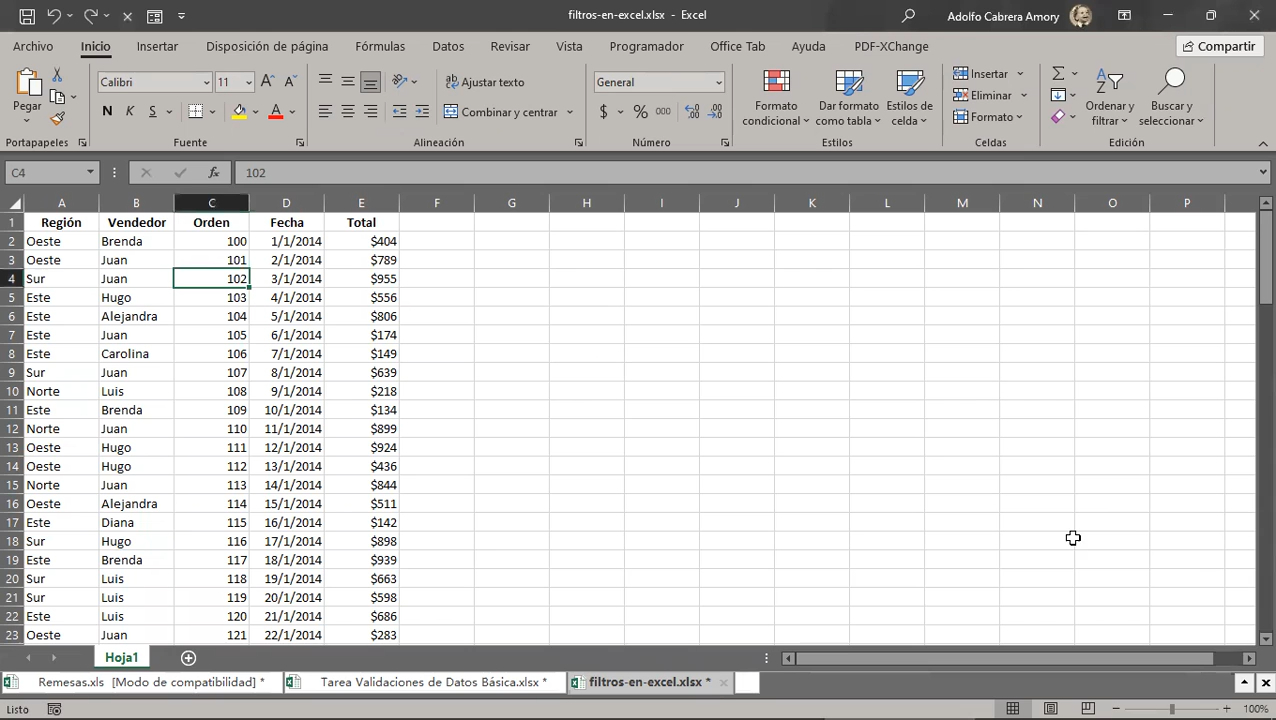 filtros-en-excel.xlsx - Excel
Adolfo Cabrera Amory
Archivo Inicio Insertar Disposición de página Fórmulas Datos Revisar Vista Programador Office Tab Ayuda PDF-XChange Compartir
Pegar
Calibri 11
N K S
Ajustar texto
Combinar y centrar
General
$ % 000
Formato condicional
Dar formato como tabla
Estilos de celda
Insertar
Eliminar
Formato
Ordenar y filtrar
Buscar y seleccionar
Portapapeles Fuente Alineación Número Estilos Celdas Edición
C4 fx 102
A B C D E F G H I J K L M N O P
1 Región Vendedor Orden Fecha Total
2 Oeste Brenda 100 1/1/2014 $404
3 Oeste Juan 101 2/1/2014 $789
4 Sur Juan 102 3/1/2014 $955
5 Este Hugo 103 4/1/2014 $556
6 Este Alejandra 104 5/1/2014 $806
7 Este Juan 105 6/1/2014 $174
8 Este Carolina 106 7/1/2014 $149
9 Sur Juan 107 8/1/2014 $639
10 Norte Luis 108 9/1/2014 $218
11 Este Brenda 109 10/1/2014 $134
12 Norte Juan 110 11/1/2014 $899
13 Oeste Hugo 111 12/1/2014 $924
14 Oeste Hugo 112 13/1/2014 $436
15 Norte Juan 113 14/1/2014 $844
16 Oeste Alejandra 114 15/1/2014 $511
17 Este Diana 115 16/1/2014 $142
18 Sur Hugo 116 17/1/2014 $898
19 Este Brenda 117 18/1/2014 $939
20 Sur Luis 118 19/1/2014 $663
21 Sur Luis 119 20/1/2014 $598
22 Este Luis 120 21/1/2014 $686
23 Oeste Juan 121 22/1/2014 $283
Hoja1
Remesas.xls [Modo de compatibilidad] * Tarea Validaciones de Datos Básica.xlsx * filtros-en-excel.xlsx *
Listo 100%